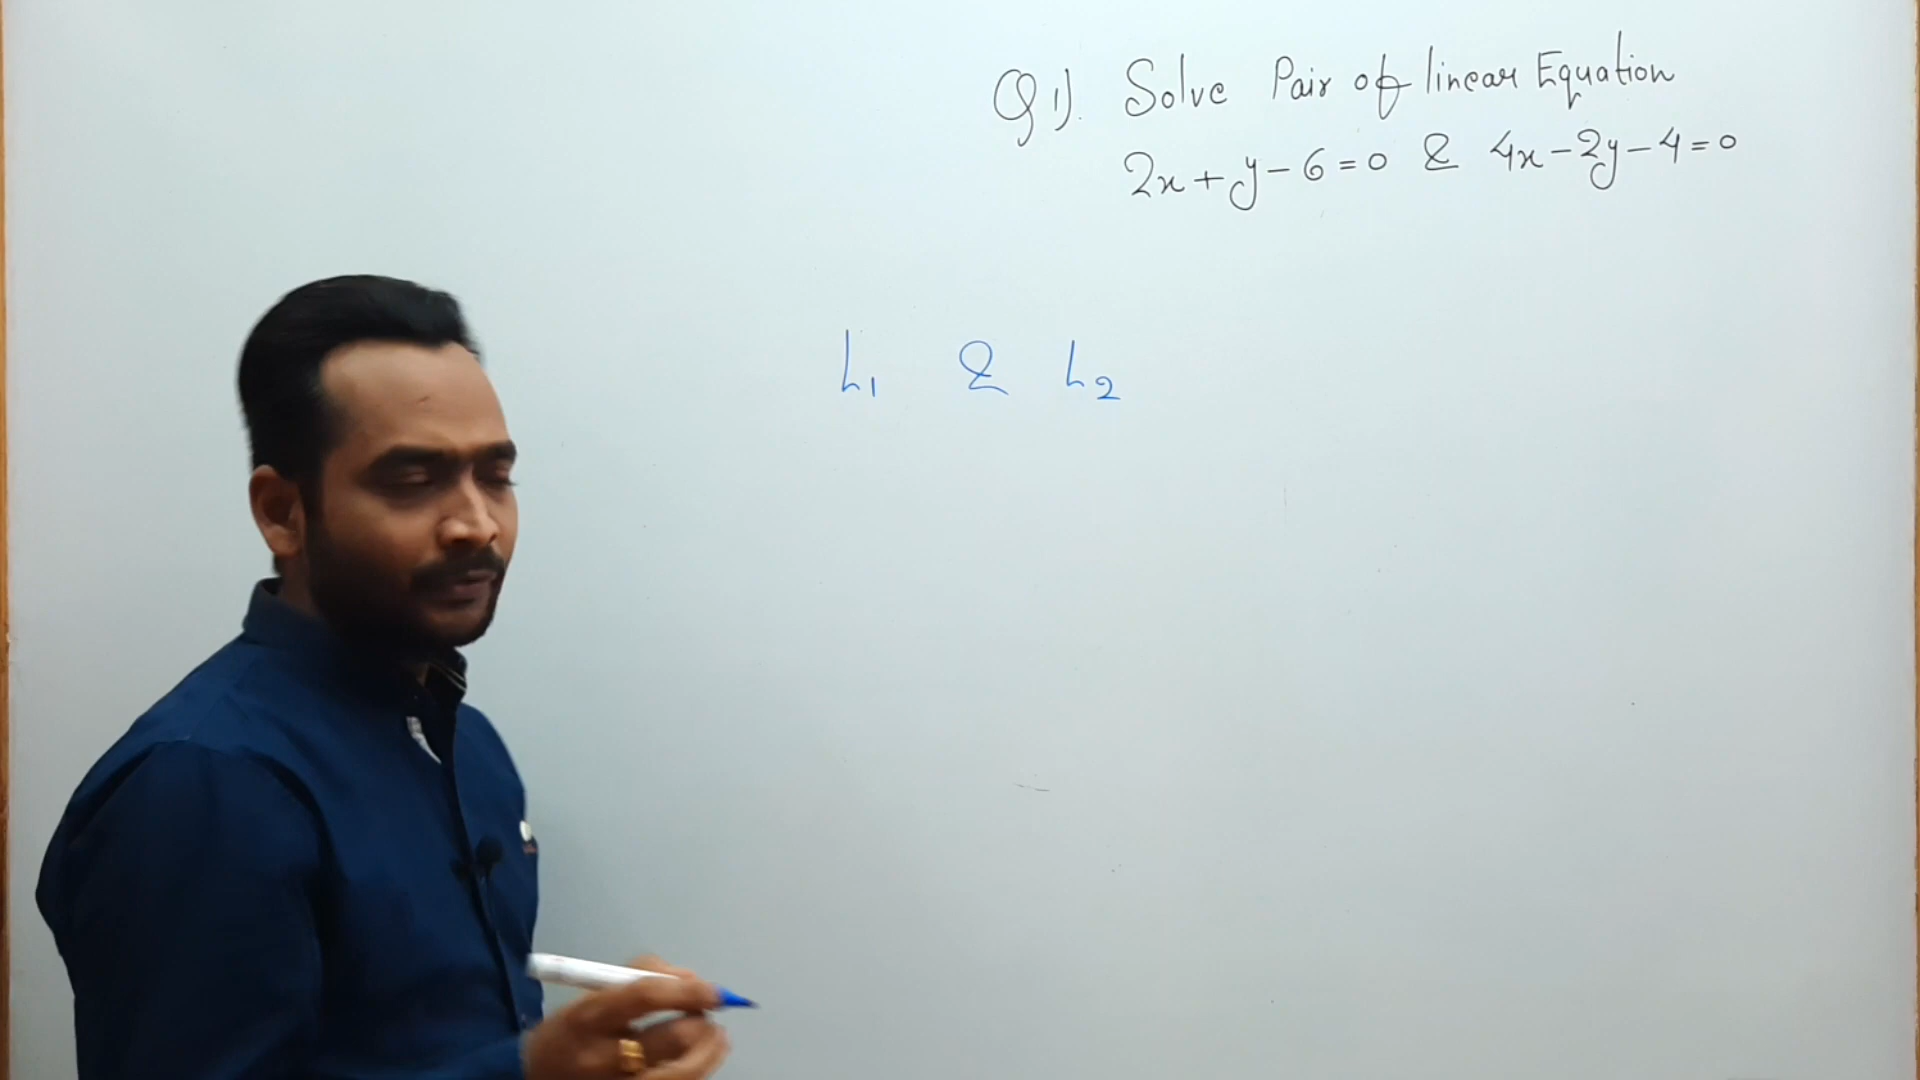 Q1). Solve Pair of linear Equation
2x+y-6=0 & 4x-2y-4=0
L₁ & L₂